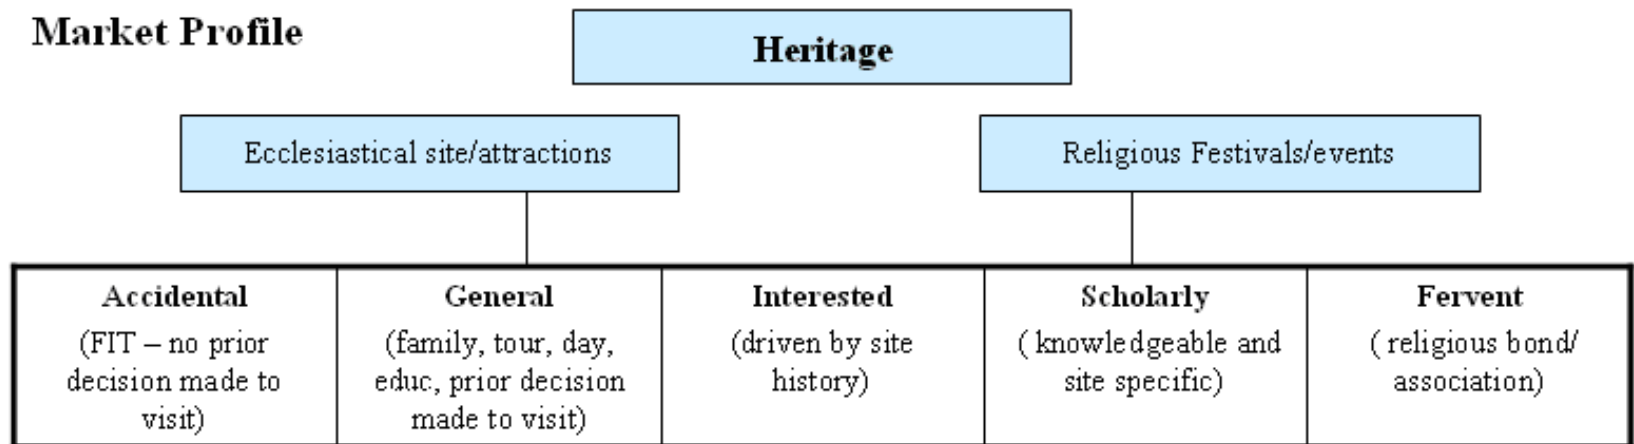 Market Profile
Heritage
Ecclesiastical site/attractions
Religious Festivals/events
Accidental
(FIT – no prior
decision made to
visit)
General
(family, tour, day,
educ, prior decision
made to visit)
Interested
(driven by site
history)
Scholarly
( knowledgeable and
site specific)
Fervent
( religious bond/
association)